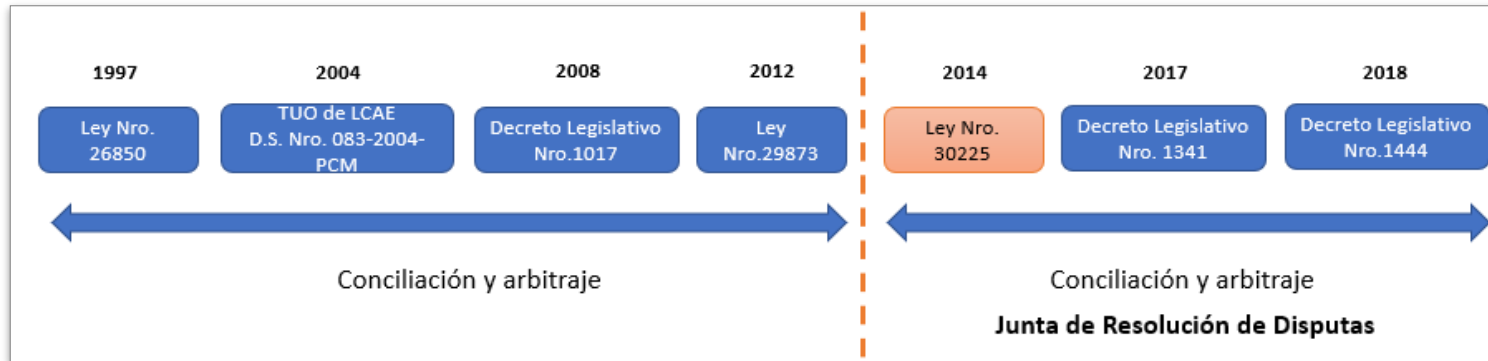 1997
2004
2008
2012
2014
2017
2018
Ley Nro.
26850
TUO de LCAE
D.S. Nro. 083-2004-
PCM
Decreto Legislativo
Nro.1017
Ley
Nro.29873
Ley Nro.
30225
Decreto Legislativo
Nro. 1341
Decreto Legislativo
Nro.1444
Conciliación y arbitraje
Conciliación y arbitraje
Junta de Resolución de Disputas